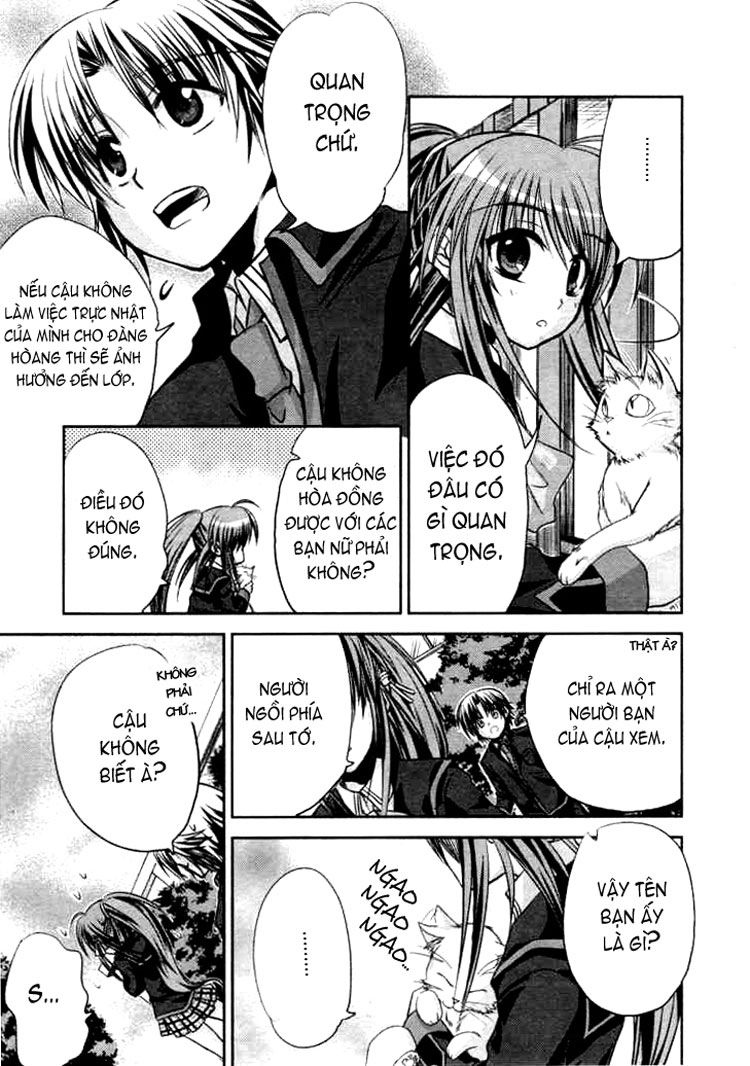 .........
VIỆC ĐÓ
ĐÂU CÓ
GÌ QUAN
TRỌNG.
QUAN
TRỌNG
CHỨ.
NẾU CẬU KHÔNG
LÀM VIỆC TRỰC NHẬT
CỦA MÌNH CHO ĐÀNG
HÒANG THÌ SẼ ẢNH
HƯỞNG ĐẾN LỚP.
CẬU KHÔNG
HÒA ĐỒNG
ĐƯỢC VỚI CÁC
BẠN NỮ PHẢI
KHÔNG?
ĐIỀU ĐÓ
KHÔNG
ĐÚNG.
THẬT À?
CHỈ RA MỘT
NGƯỜI BẠN
CỦA CẬU XEM.
NGƯỜI
NGỒI PHÍA
SAU TỚ.
VẬY TÊN
BẠN ẤY
LÀ GÌ?
NGAO
NGAO
NGAO...
.........
KHÔNG
PHẢI
CHỨ...
CẬU
KHÔNG
BIẾT À?
S...